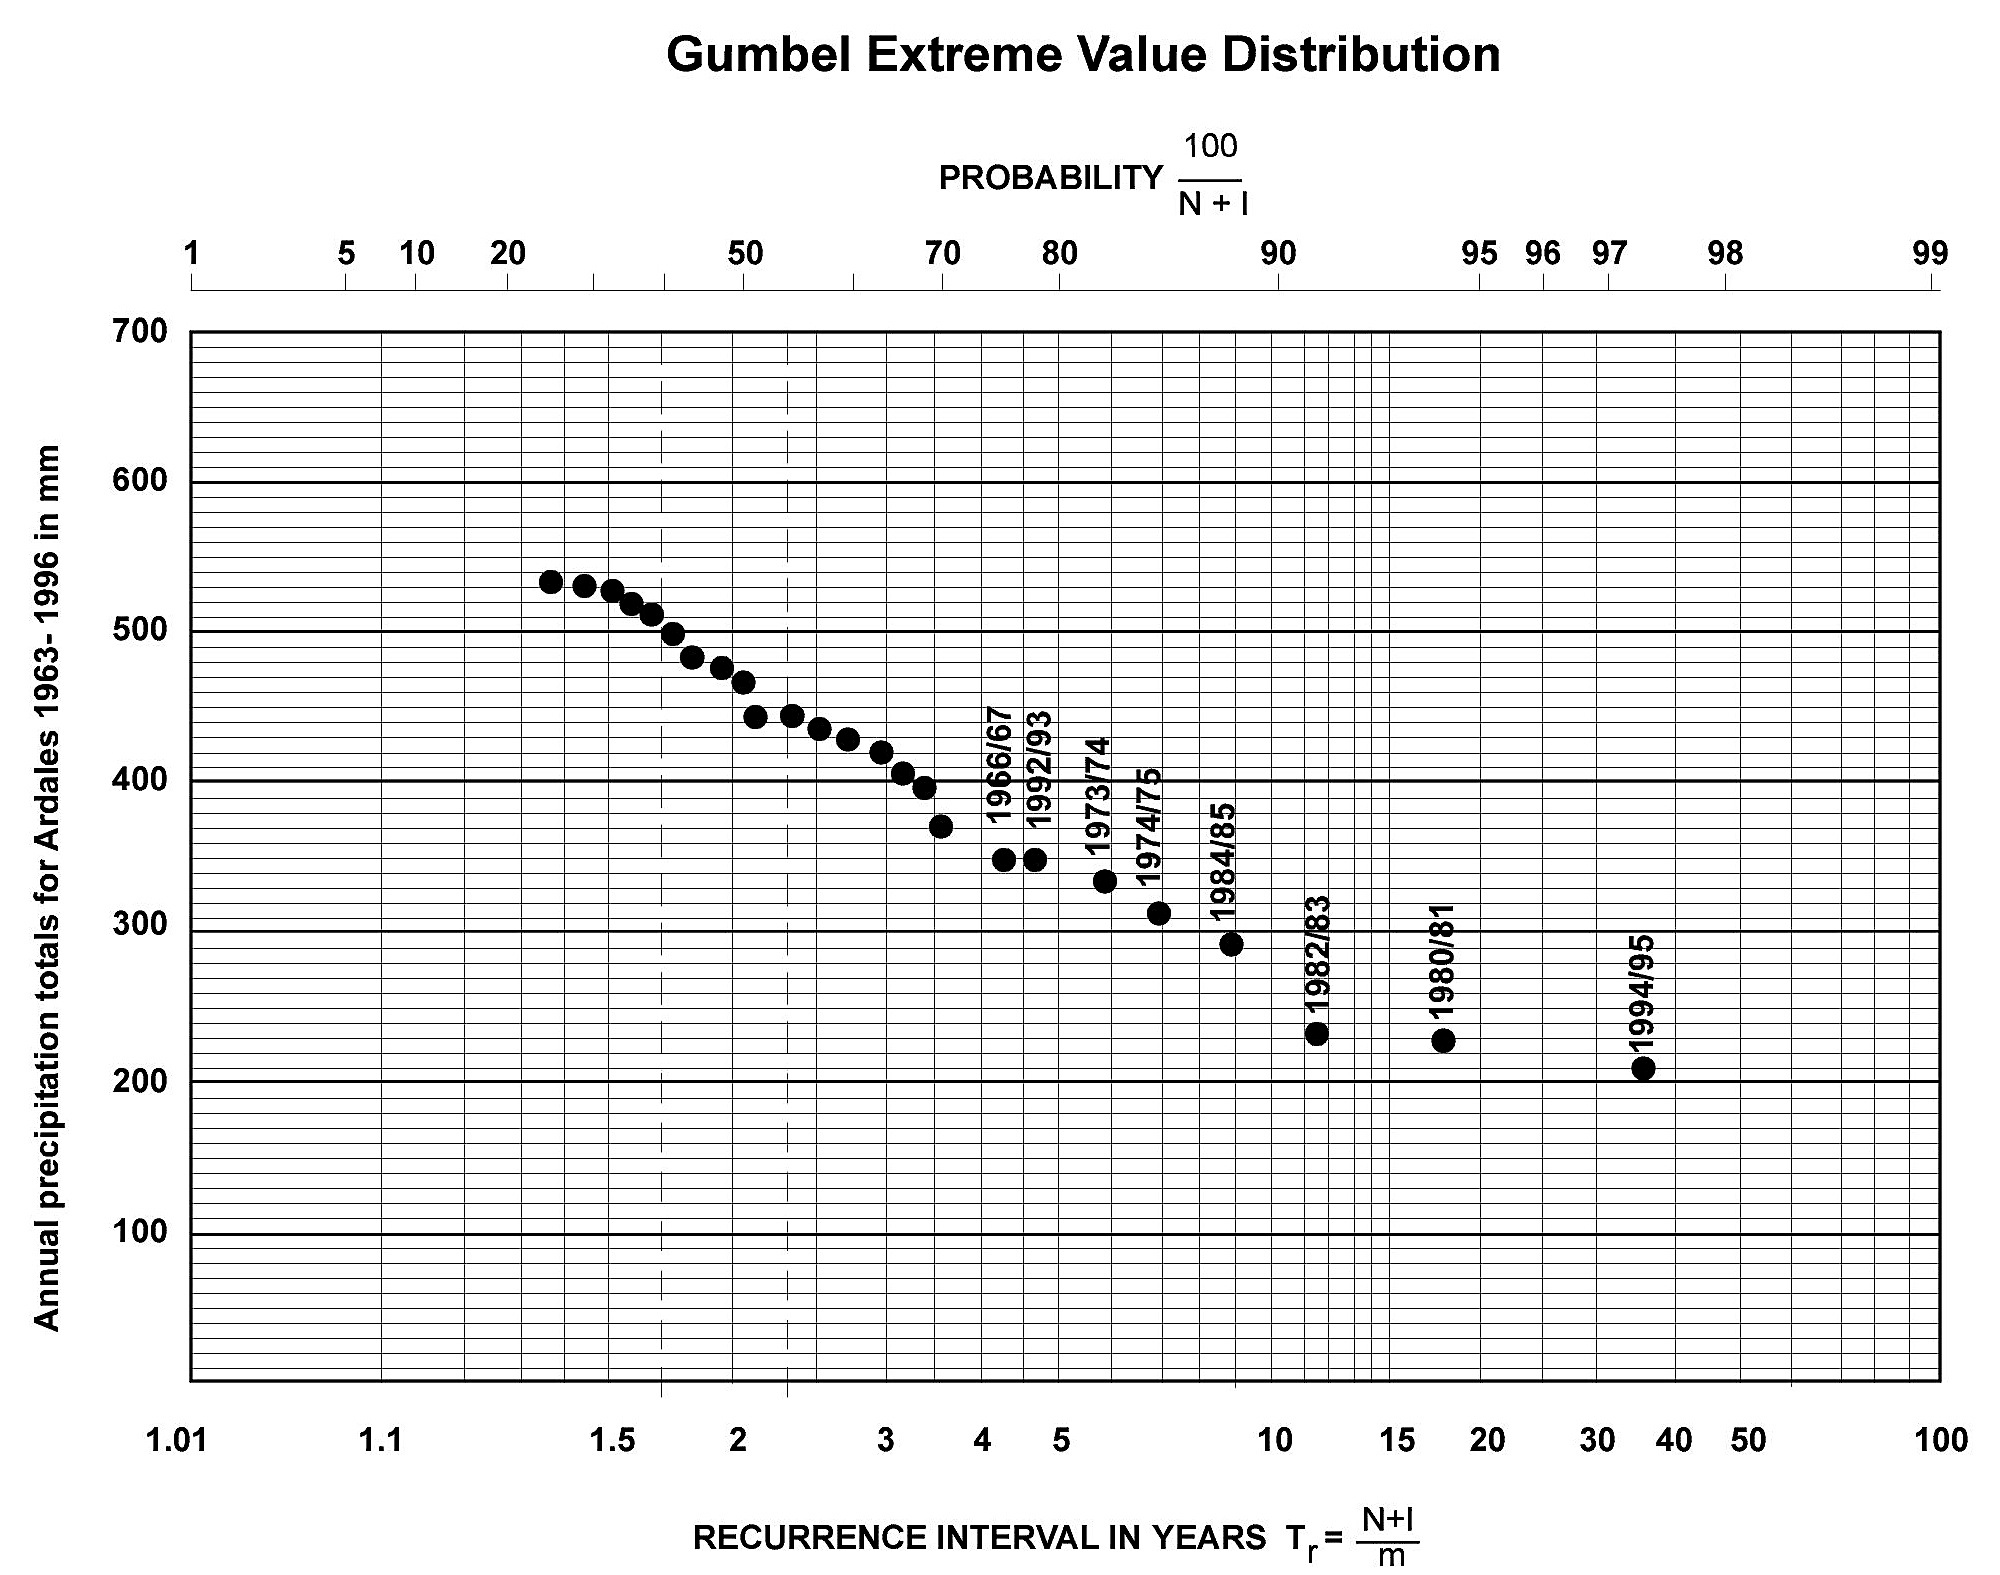 Gumbel Extreme Value Distribution
PROBABILITY 100
N + I
1 5 10 20 50 70 80 90 95 96 97 98 99
700
600
500
400
300
200
100
Annual precipitation totals for Ardales 1963- 1996 in mm
1966/67
1992/93
1973/74
1974/75
1984/85
1982/83
1980/81
1994/95
1.01 1.1 1.5 2 3 4 5 10 15 20 30 40 50 100
RECURRENCE INTERVAL IN YEARS Tr = N+I
m